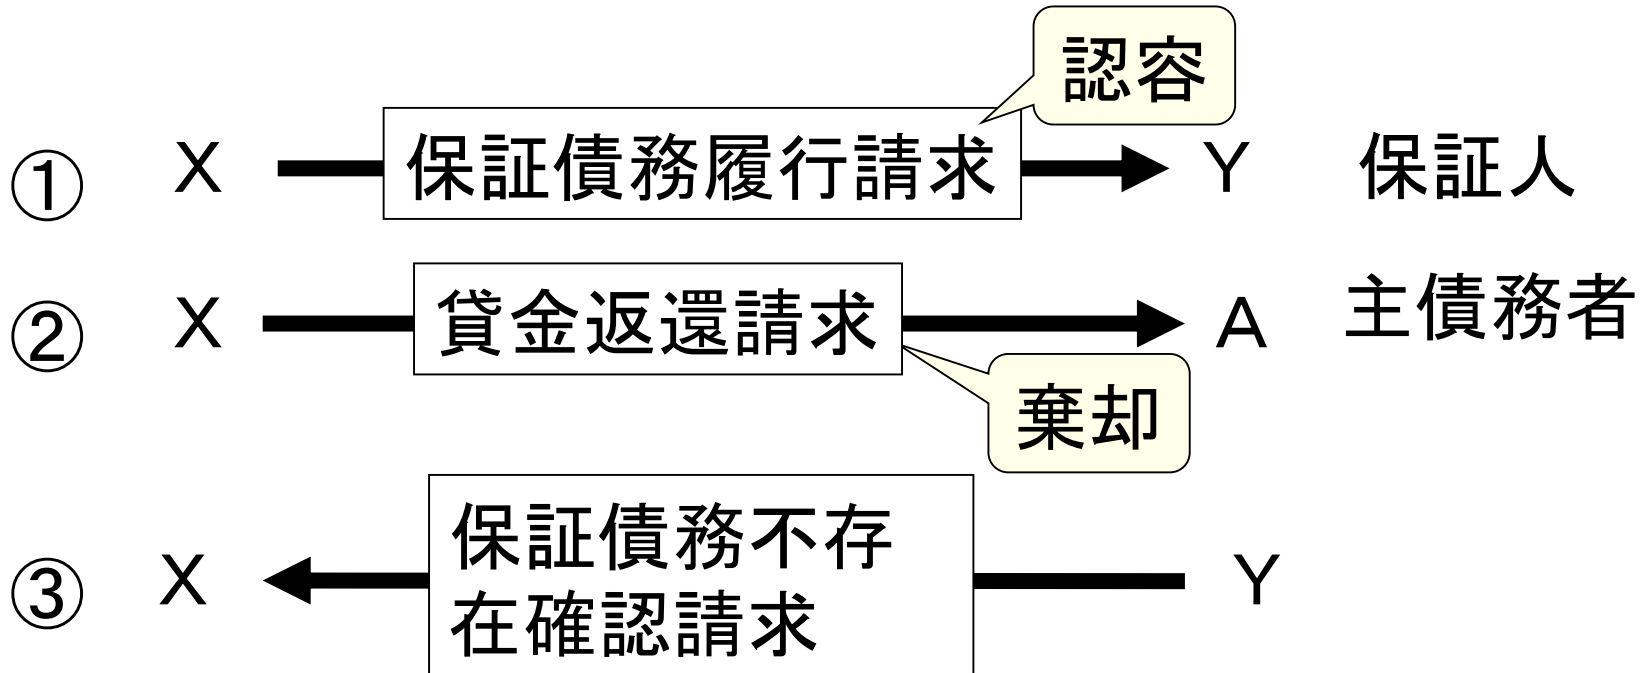 認容
① X 保証債務履行請求 Y 保証人
② X 貸金返還請求 A 主債務者
棄却
③ X 保証債務不存 Y
在確認請求